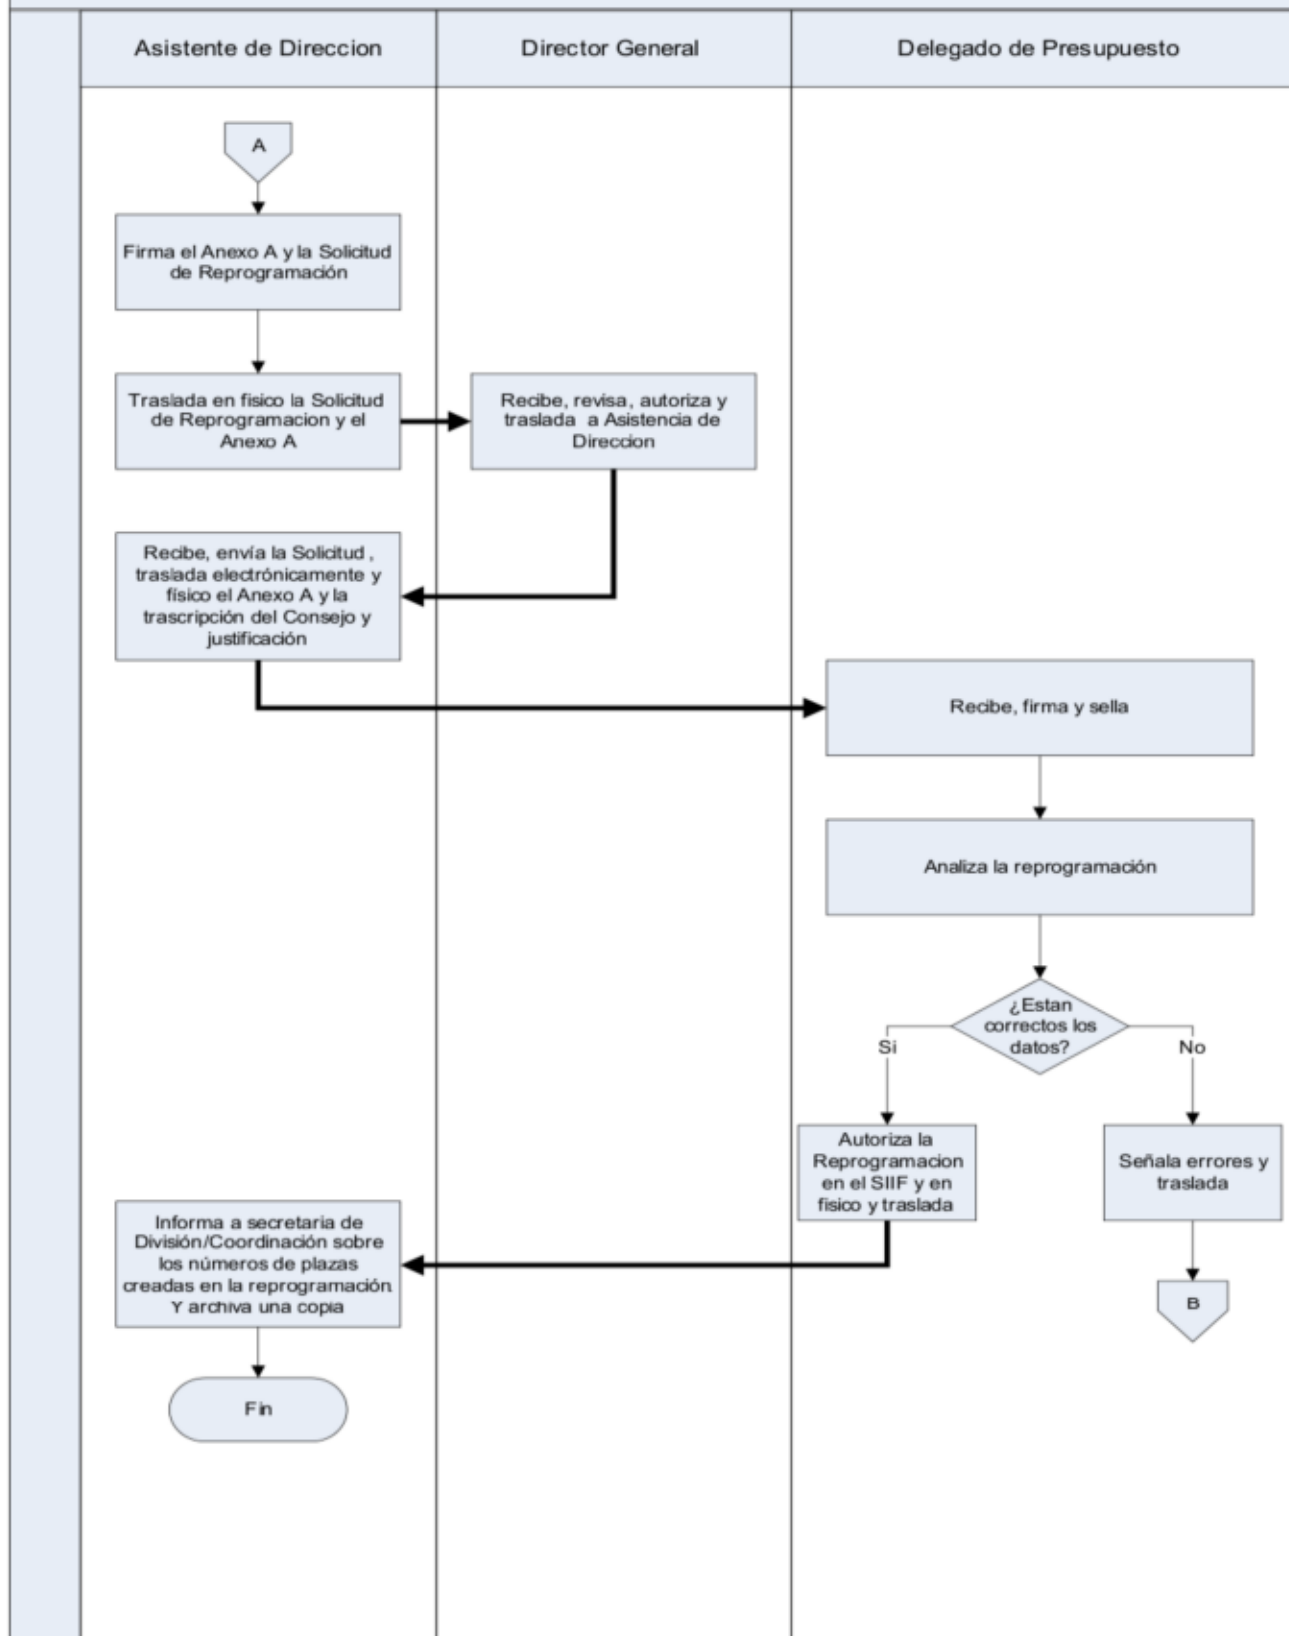 Asistente de Direccion
Director General
Delegado de Presupuesto
A
Firma el Anexo A y la Solicitud
de Reprogramación
Traslada en fisico la Solicitud
de Reprogramacion y el
Anexo A
Recibe, revisa, autoriza y
traslada a Asistencia de
Direccion
Recibe, envía la Solicitud ,
traslada electrónicamente y
físico el Anexo A y la
trascripción del Consejo y
justificación
Recibe, firma y sella
Analiza la reprogramación
¿Estan
correctos los
datos?
Si
No
Autoriza la
Reprogramacion
en el SIIF y en
fisico y traslada
Señala errores y
traslada
Informa a secretaria de
División/Coordinación sobre
los números de plazas
creadas en la reprogramación.
Y archiva una copia
B
Fin